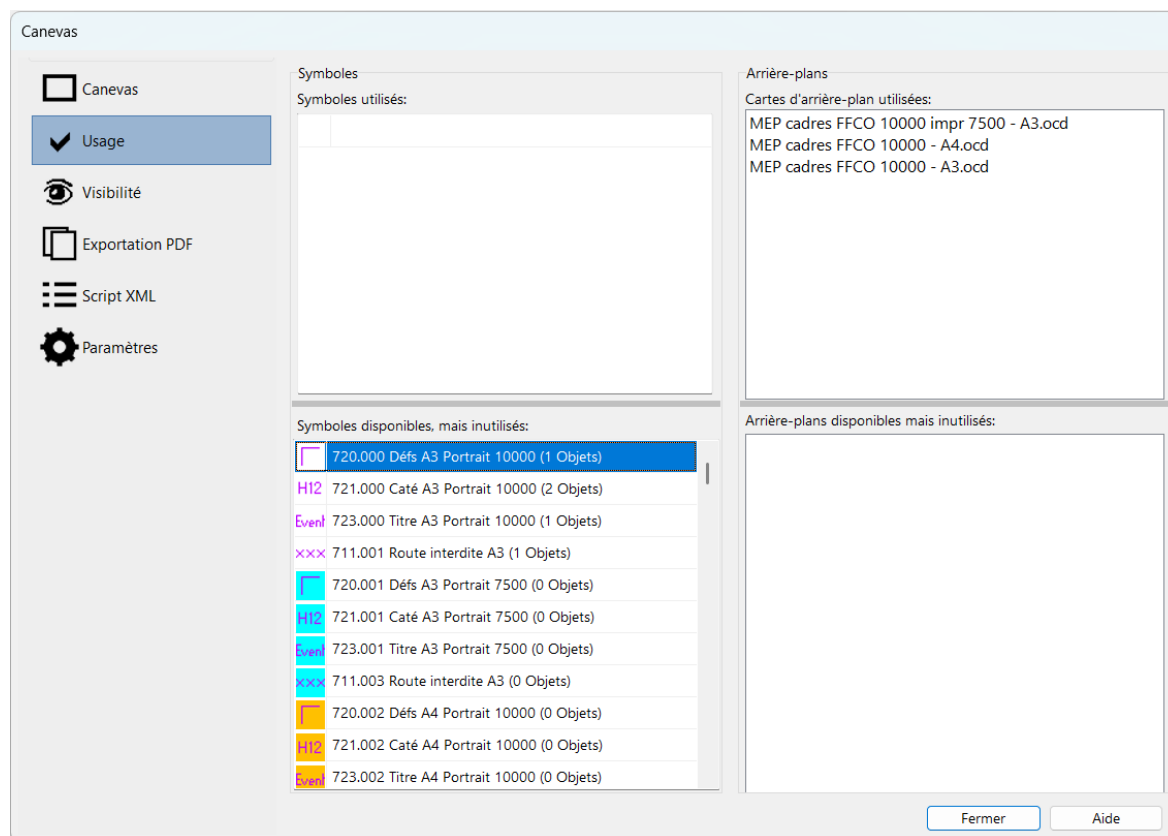 Canevas
Canevas
Usage
Visibilité
Exportation PDF
Script XML
Paramètres
Symboles
Symboles utilisés:
Symboles disponibles, mais inutilisés:
720.000 Défs A3 Portrait 10000 (1 Objets)
H12 721.000 Caté A3 Portrait 10000 (2 Objets)
723.000 Titre A3 Portrait 10000 (1 Objets)
××× 711.001 Route interdite A3 (1 Objets)
720.001 Défs A3 Portrait 7500 (0 Objets)
H12 721.001 Caté A3 Portrait 7500 (0 Objets)
723.001 Titre A3 Portrait 7500 (0 Objets)
××× 711.003 Route interdite A3 (0 Objets)
720.002 Défs A4 Portrait 10000 (0 Objets)
H12 721.002 Caté A4 Portrait 10000 (0 Objets)
723.002 Titre A4 Portrait 10000 (0 Objets)
Arrière-plans
Cartes d'arrière-plan utilisées:
MEP cadres FFCO 10000 impr 7500 - A3.ocd
MEP cadres FFCO 10000 - A4.ocd
MEP cadres FFCO 10000 - A3.ocd
Arrière-plans disponibles mais inutilisés:
Fermer
Aide